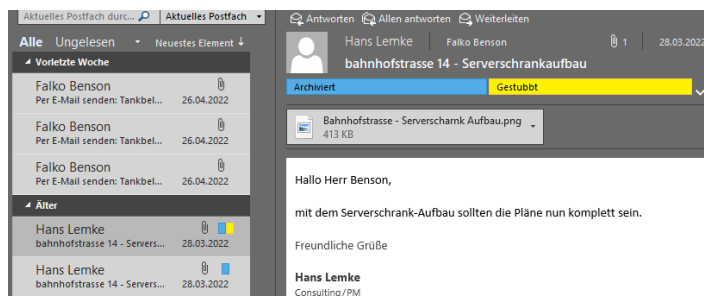 Aktuelles Postfach durc... Aktuelles Postfach
Alle Ungelesen Neuestes Element ↓
Vorletzte Woche
Falko Benson
Per E-Mail senden: Tankbel... 26.04.2022
Falko Benson
Per E-Mail senden: Tankbel... 26.04.2022
Falko Benson
Per E-Mail senden: Tankbel... 26.04.2022
Älter
Hans Lemke
bahnhofstrasse 14 - Servers... 28.03.2022
Hans Lemke
bahnhofstrasse 14 - Servers... 28.03.2022
Antworten Allen antworten Weiterleiten
Hans Lemke Falko Benson 1 28.03.2022
bahnhofstrasse 14 - Serverschrankaufbau
Archiviert Gestubbt
Bahnhofstrasse - Serverscharnk Aufbau.png
413 KB
Hallo Herr Benson,
mit dem Serverschrank-Aufbau sollten die Pläne nun komplett sein.
Freundliche Grüße
Hans Lemke
Consulting/PM